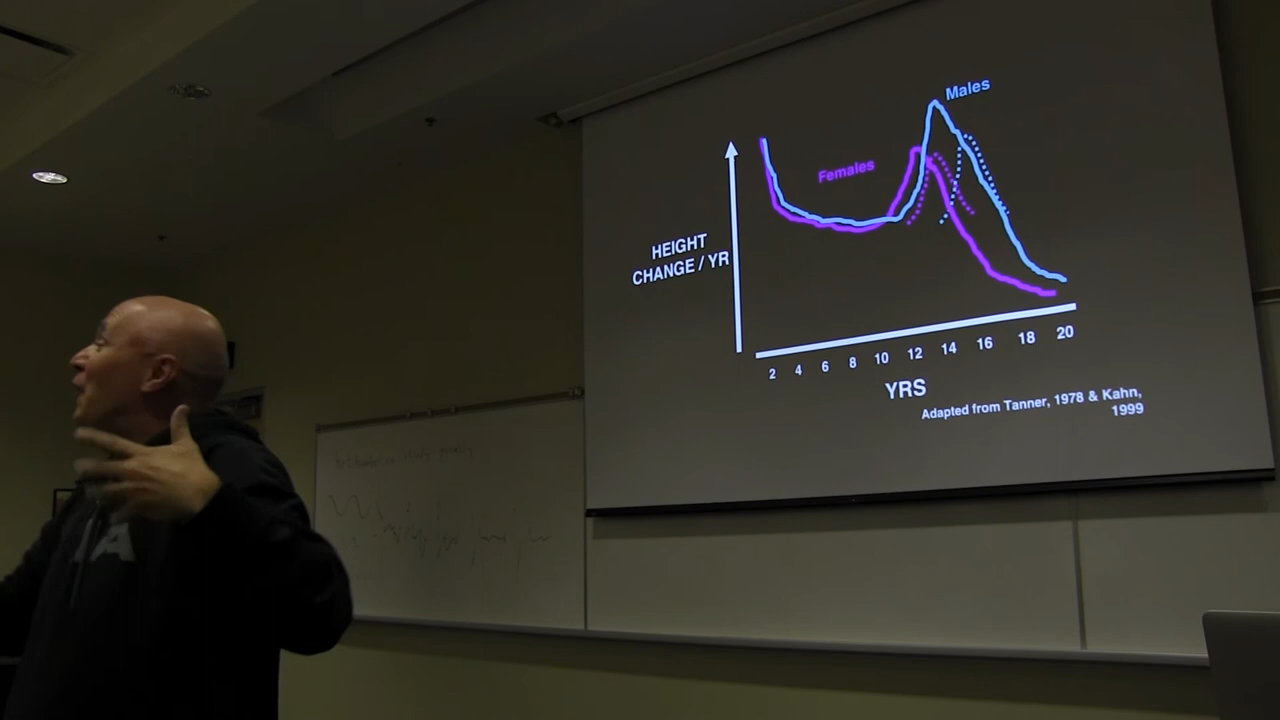 Males
Females
HEIGHT
CHANGE / YR
2 4 6 8 10 12 14 16 18 20
YRS
Adapted from Tanner, 1978 & Kahn,
1999